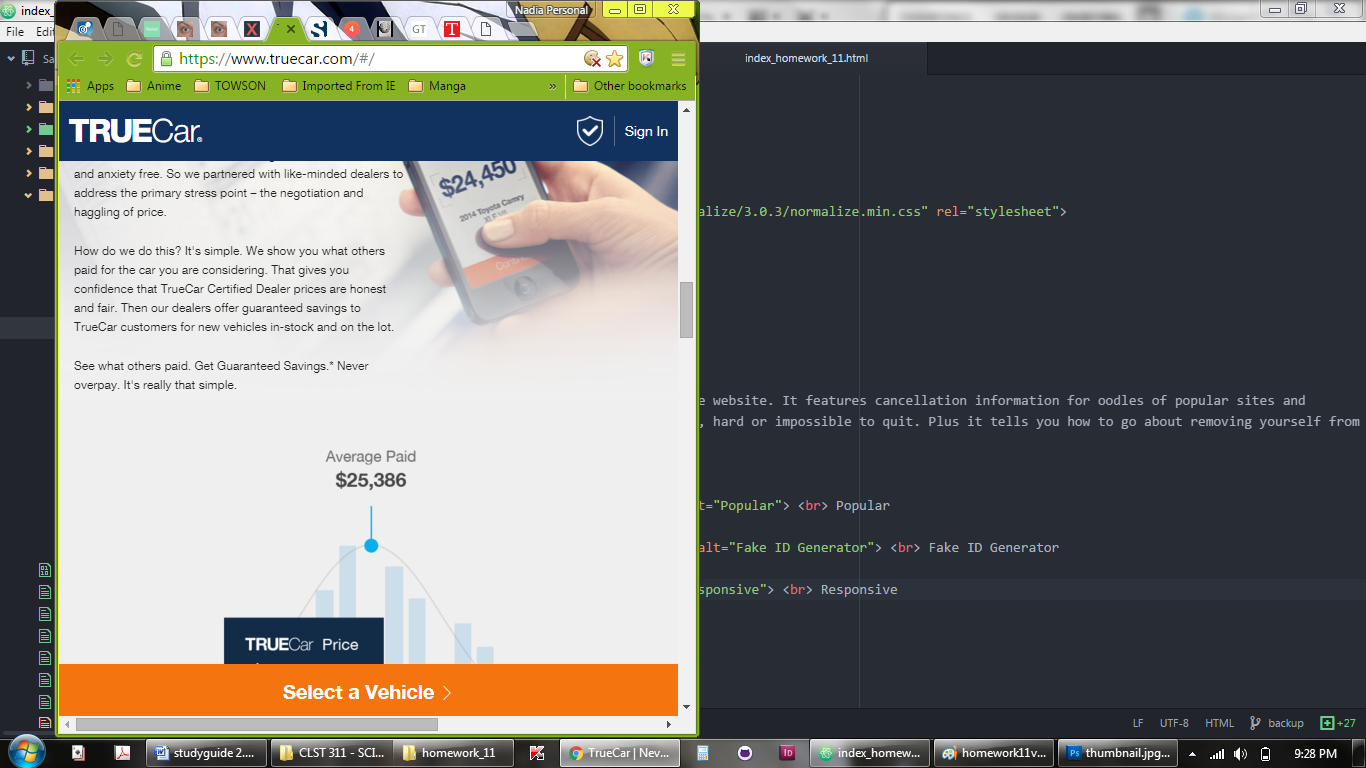 index_
Nadia Personal
File Edi
index_homework_11.html
4
GT
T
https://www.truecar.com/#/
Apps Anime TOWSON Imported From IE Manga » Other bookmarks
TRUECar. Sign In
and anxiety free. So we partnered with like-minded dealers to
address the primary stress point – the negotiation and
haggling of price.
$24,450
2014 Toyota Camry
How do we do this? It's simple. We show you what others
paid for the car you are considering. That gives you
confidence that TrueCar Certified Dealer prices are honest
and fair. Then our dealers offer guaranteed savings to
TrueCar customers for new vehicles in-stock and on the lot.
See what others paid. Get Guaranteed Savings.* Never
overpay. It's really that simple.
Average Paid
$25,386
TRUECar Price
Select a Vehicle >
alize/3.0.3/normalize.min.css" rel="stylesheet">
e website. It features cancellation information for oodles of popular sites and
, hard or impossible to quit. Plus it tells you how to go about removing yourself from
t="Popular"> <br> Popular
alt="Fake ID Generator"> <br> Fake ID Generator
sponsive"> <br> Responsive
LF UTF-8 HTML backup +27
studyguide 2.... CLST 311 - SCI... homework_11 TrueCar | Nev... index_homew... homework11v... thumbnail.jpg... 9:28 PM